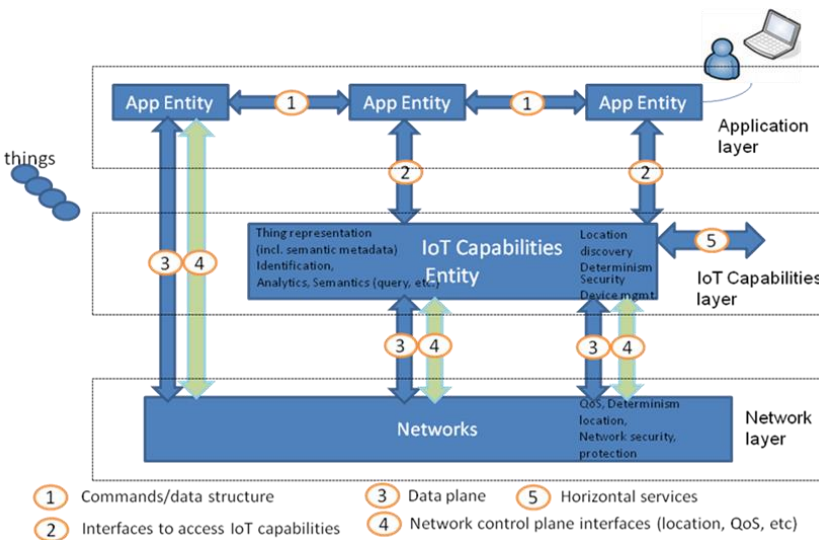 App Entity
1
App Entity
1
App Entity
Application
layer
things
2
2
Thing representation
(incl. semantic metadata)
Identification,
Analytics, Semantics (query, etc.)
IoT Capabilities
Entity
Location
discovery
Determinism
Security
Device mgmt
5
IoT Capabilities
layer
3
4
3
4
3
4
Networks
QoS, Determinism
location,
Network security,
protection
Network
layer
1 Commands/data structure
3 Data plane
5 Horizontal services
2 Interfaces to access IoT capabilities
4 Network control plane interfaces (location, QoS, etc)